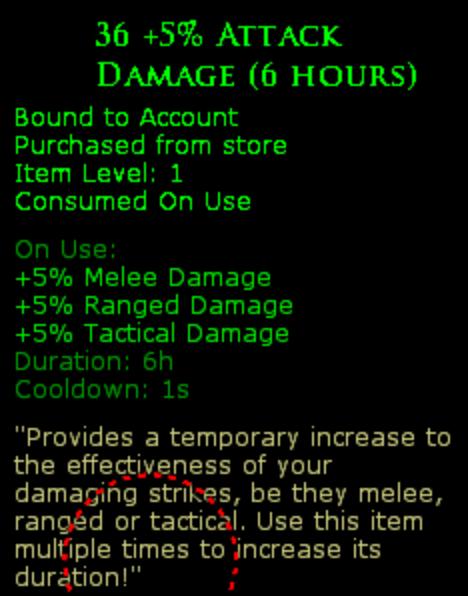 36 +5% Attack
Damage (6 hours)
Bound to Account
Purchased from store
Item Level: 1
Consumed On Use
On Use:
+5% Melee Damage
+5% Ranged Damage
+5% Tactical Damage
Duration: 6h
Cooldown: 1s
"Provides a temporary increase to
the effectiveness of your
damaging strikes, be they melee,
ranged or tactical. Use this item
multiple times to increase its
duration!"